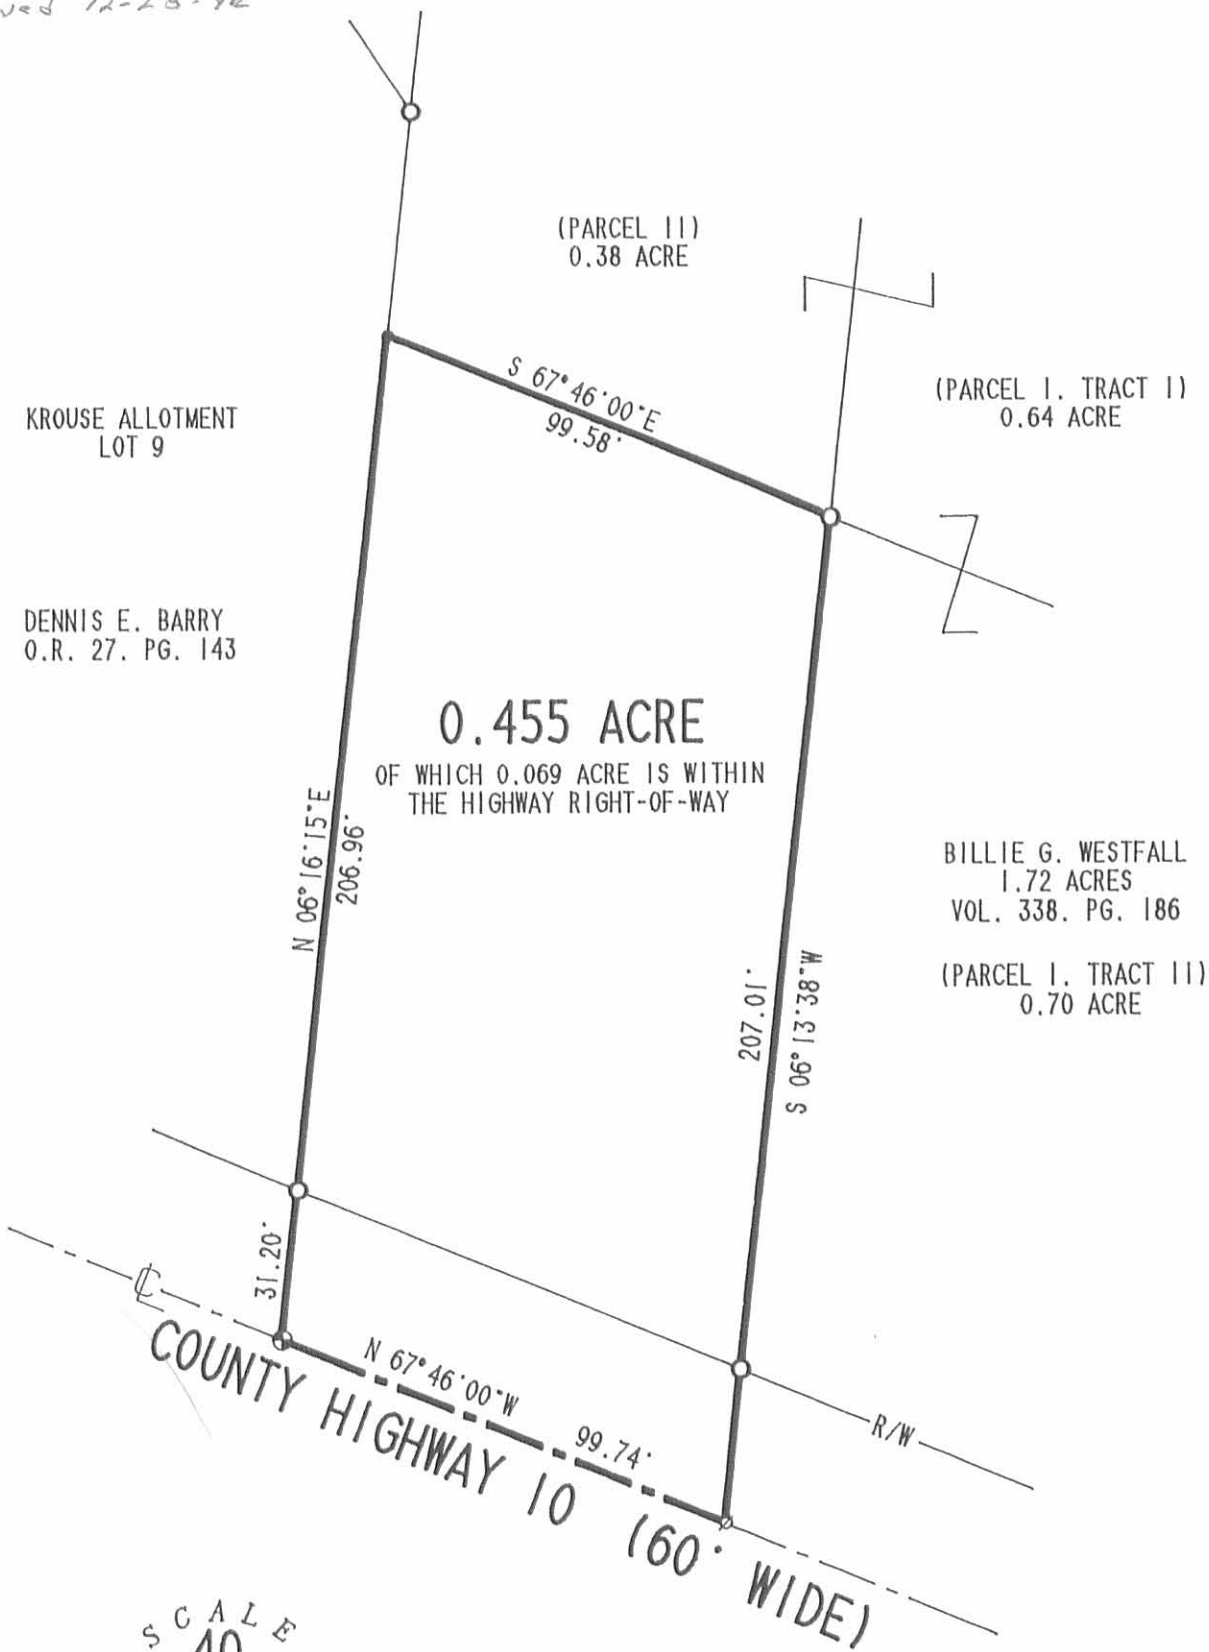 12-28-92
(PARCEL II)
0.38 ACRE
S 67°46'00"E
99.58'
(PARCEL I. TRACT I)
0.64 ACRE
KROUSE ALLOTMENT
LOT 9
DENNIS E. BARRY
O.R. 27. PG. 143
0.455 ACRE
OF WHICH 0.069 ACRE IS WITHIN
THE HIGHWAY RIGHT-OF-WAY
N 06°16'15"E
206.96'
BILLIE G. WESTFALL
1.72 ACRES
VOL. 338. PG. 186
(PARCEL I. TRACT II)
0.70 ACRE
207.01'
S 06°13'38"W
31.20'
℄
N 67°46'00"W
99.74'
R/W
COUNTY HIGHWAY 10 (60' WIDE)
SCALE
40